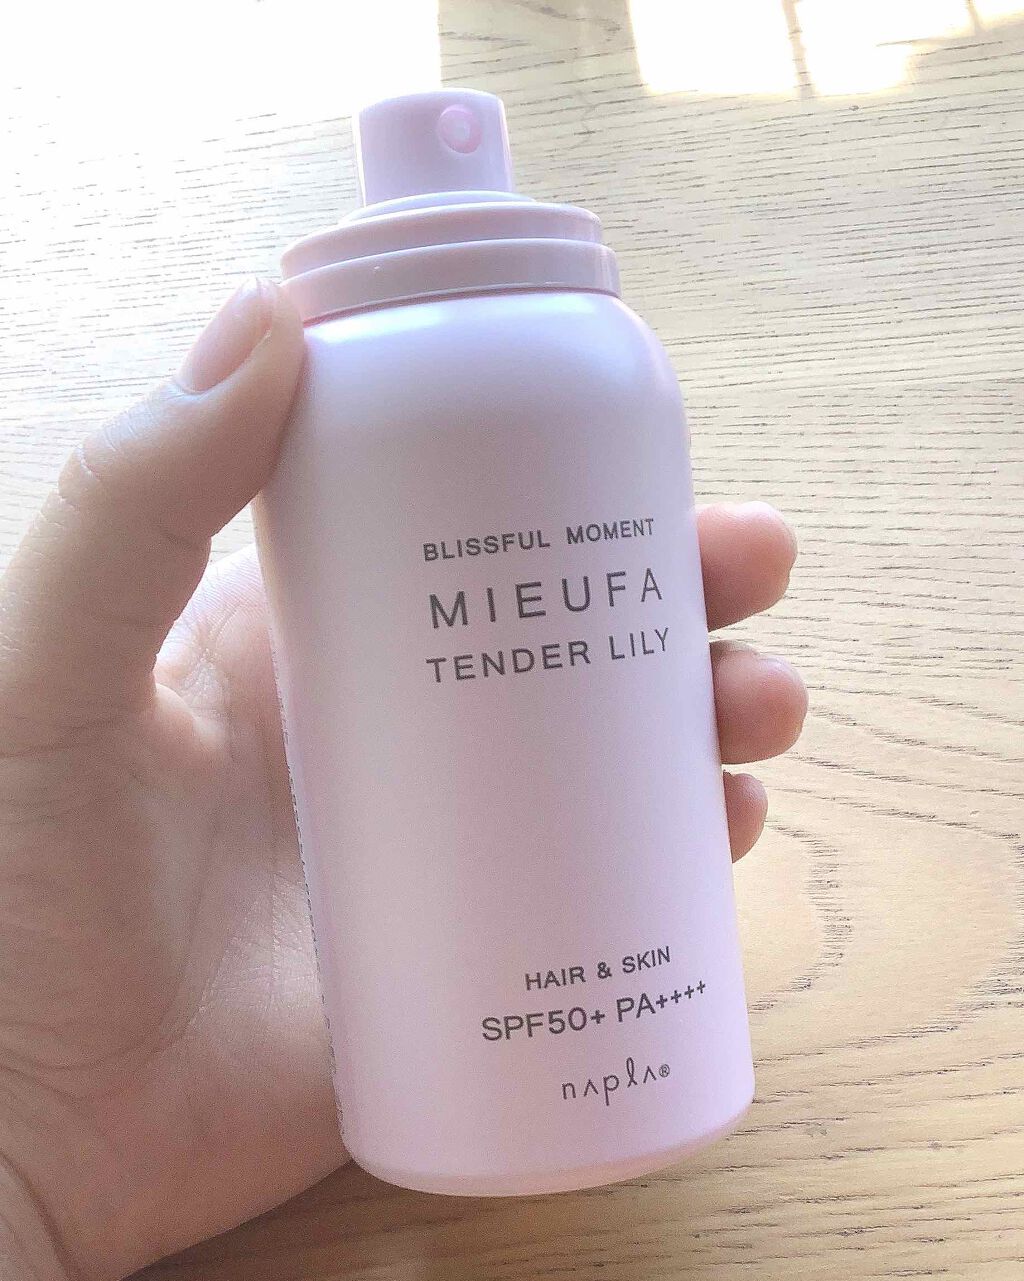 BLISSFUL MOMENT
MIEUFA
TENDER LILY
HAIR & SKIN
SPF50+ PA++++
napla®